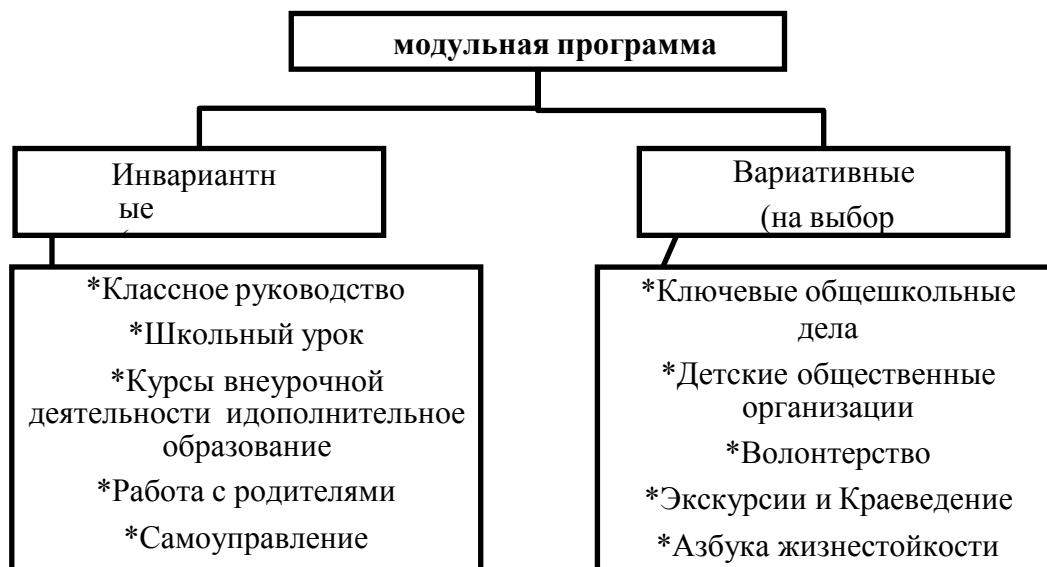 модульная программа
Инвариантн
ые
(
Вариативные
(на выбор
*Классное руководство
*Школьный урок
*Курсы внеурочной
деятельности идополнительное
образование
*Работа с родителями
*Самоуправление
*Ключевые общешкольные
дела
*Детские общественные
организации
*Волонтерство
*Экскурсии и Краеведение
*Азбука жизнестойкости